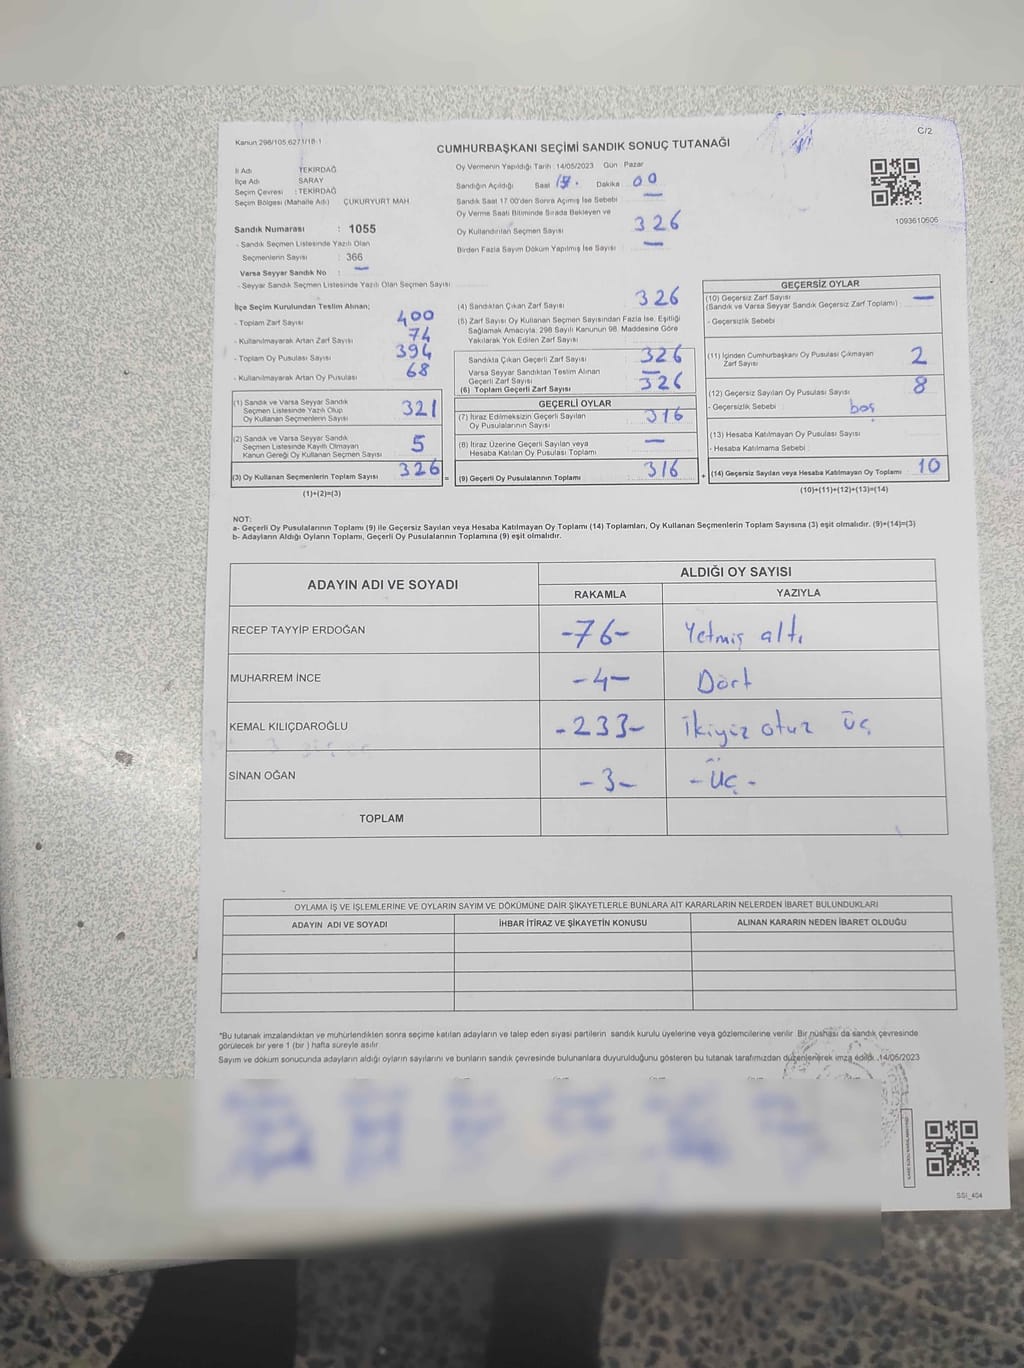 Kanun 298/105,6271/18-1
C/2
CUMHURBAŞKANI SEÇİMİ SANDIK SONUÇ TUTANAĞI
İl Adı TEKİRDAĞ
İlçe Adı SARAY
Seçim Çevresi : TEKİRDAĞ
Seçim Bölgesi (Mahalle Adı) ÇUKURYURT MAH.
Sandık Numarası : 1055
- Sandık Seçmen Listesinde Yazılı Olan
Seçmenlerin Sayısı : 366
Varsa Seyyar Sandık No : —
- Seyyar Sandık Seçmen Listesinde Yazılı Olan Seçmen Sayısı
Oy Vermenin Yapıldığı Tarih : 14/05/2023 Gün Pazar
Sandığın Açıldığı Saat 17. Dakika 00
Sandık Saat 17.00'den Sonra Açımış İse Sebebi —
Oy Verme Saati Bitiminde Sırada Bekleyen ve
Oy Kullandırılan Seçmen Sayısı 326
Birden Fazla Sayım Döküm Yapılmış İse Sayısı —
1093610606
İlçe Seçim Kurulundan Teslim Alınan;
- Toplam Zarf Sayısı 400
- Kullanılmayarak Artan Zarf Sayısı 74
- Toplam Oy Pusulası Sayısı 394
- Kullanılmayarak Artan Oy Pusulası 68
(1) Sandık ve Varsa Seyyar Sandık
Seçmen Listesinde Yazılı Olup
Oy Kullanan Seçmenlerin Sayısı 321
(2) Sandık ve Varsa Seyyar Sandık
Seçmen Listesinde Kayıtlı Olmayan
Kanun Gereği Oy Kullanan Seçmen Sayısı 5
(3) Oy Kullanan Seçmenlerin Toplam Sayısı 326
(1)+(2)=(3)
(4) Sandıktan Çıkan Zarf Sayısı 326
(5) Zarf Sayısı Oy Kullanan Seçmen Sayısından Fazla İse, Eşitliği
Sağlamak Amacıyla, 298 Sayılı Kanunun 98. Maddesine Göre
Yakılarak Yok Edilen Zarf Sayısı
Sandıkta Çıkan Geçerli Zarf Sayısı 326
Varsa Seyyar Sandıktan Teslim Alınan
Geçerli Zarf Sayısı —
(6) Toplam Geçerli Zarf Sayısı 326
GEÇERLİ OYLAR
(7) İtiraz Edilmeksizin Geçerli Sayılan
Oy Pusulalarının Sayısı 316
(8) İtiraz Üzerine Geçerli Sayılan veya
Hesaba Katılan Oy Pusulası Toplamı —
= (9) Geçerli Oy Pusulalarının Toplamı 316
GEÇERSİZ OYLAR
(10) Geçersiz Zarf Sayısı —
(Sandık ve Varsa Seyyar Sandık Geçersiz Zarf Toplamı)
- Geçersizlik Sebebi
(11) İçinden Cumhurbaşkanı Oy Pusulası Çıkmayan
Zarf Sayısı 2
(12) Geçersiz Sayılan Oy Pusulası Sayısı 8
- Geçersizlik Sebebi boş
(13) Hesaba Katılmayan Oy Pusulası Sayısı
- Hesaba Katılmama Sebebi
+ (14) Geçersiz Sayılan veya Hesaba Katılmayan Oy Toplamı 10
(10)+(11)+(12)+(13)=(14)
NOT:
a- Geçerli Oy Pusulalarının Toplamı (9) ile Geçersiz Sayılan veya Hesaba Katılmayan Oy Toplamı (14) Toplamları, Oy Kullanan Seçmenlerin Toplam Sayısına (3) eşit olmalıdır. (9)+(14)=(3)
b- Adayların Aldığı Oyların Toplamı, Geçerli Oy Pusulalarının Toplamına (9) eşit olmalıdır.
ADAYIN ADI VE SOYADI ALDIĞI OY SAYISI
RAKAMLA YAZIYLA
RECEP TAYYİP ERDOĞAN -76- Yetmiş altı
MUHARREM İNCE -4- Dört
KEMAL KILIÇDAROĞLU -233- İkiyüz otuz üç
SİNAN OĞAN -3- -Üç-
TOPLAM
OYLAMA İŞ VE İŞLEMLERİNE VE OYLARIN SAYIM VE DÖKÜMÜNE DAİR ŞİKAYETLERLE BUNLARA AİT KARARLARIN NELERDEN İBARET BULUNDUKLARI
ADAYIN ADI VE SOYADI İHBAR İTİRAZ VE ŞİKAYETİN KONUSU ALINAN KARARIN NEDEN İBARET OLDUĞU
*Bu tutanak imzalandıktan ve mühürlendikten sonra seçime katılan adayların ve talep eden siyasi partilerin sandık kurulu üyelerine veya gözlemcilerine verilir. Bir nüshası da sandık çevresinde
görülecek bir yere 1 (bir ) hafta süreyle asılır.
Sayım ve döküm sonucunda adayların aldığı oyların sayılarını ve bunların sandık çevresinde bulunanlara duyurulduğunu gösteren bu tutanak tarafımızdan düzenlenerek imza edildi. 14/05/2023
SSİ_404